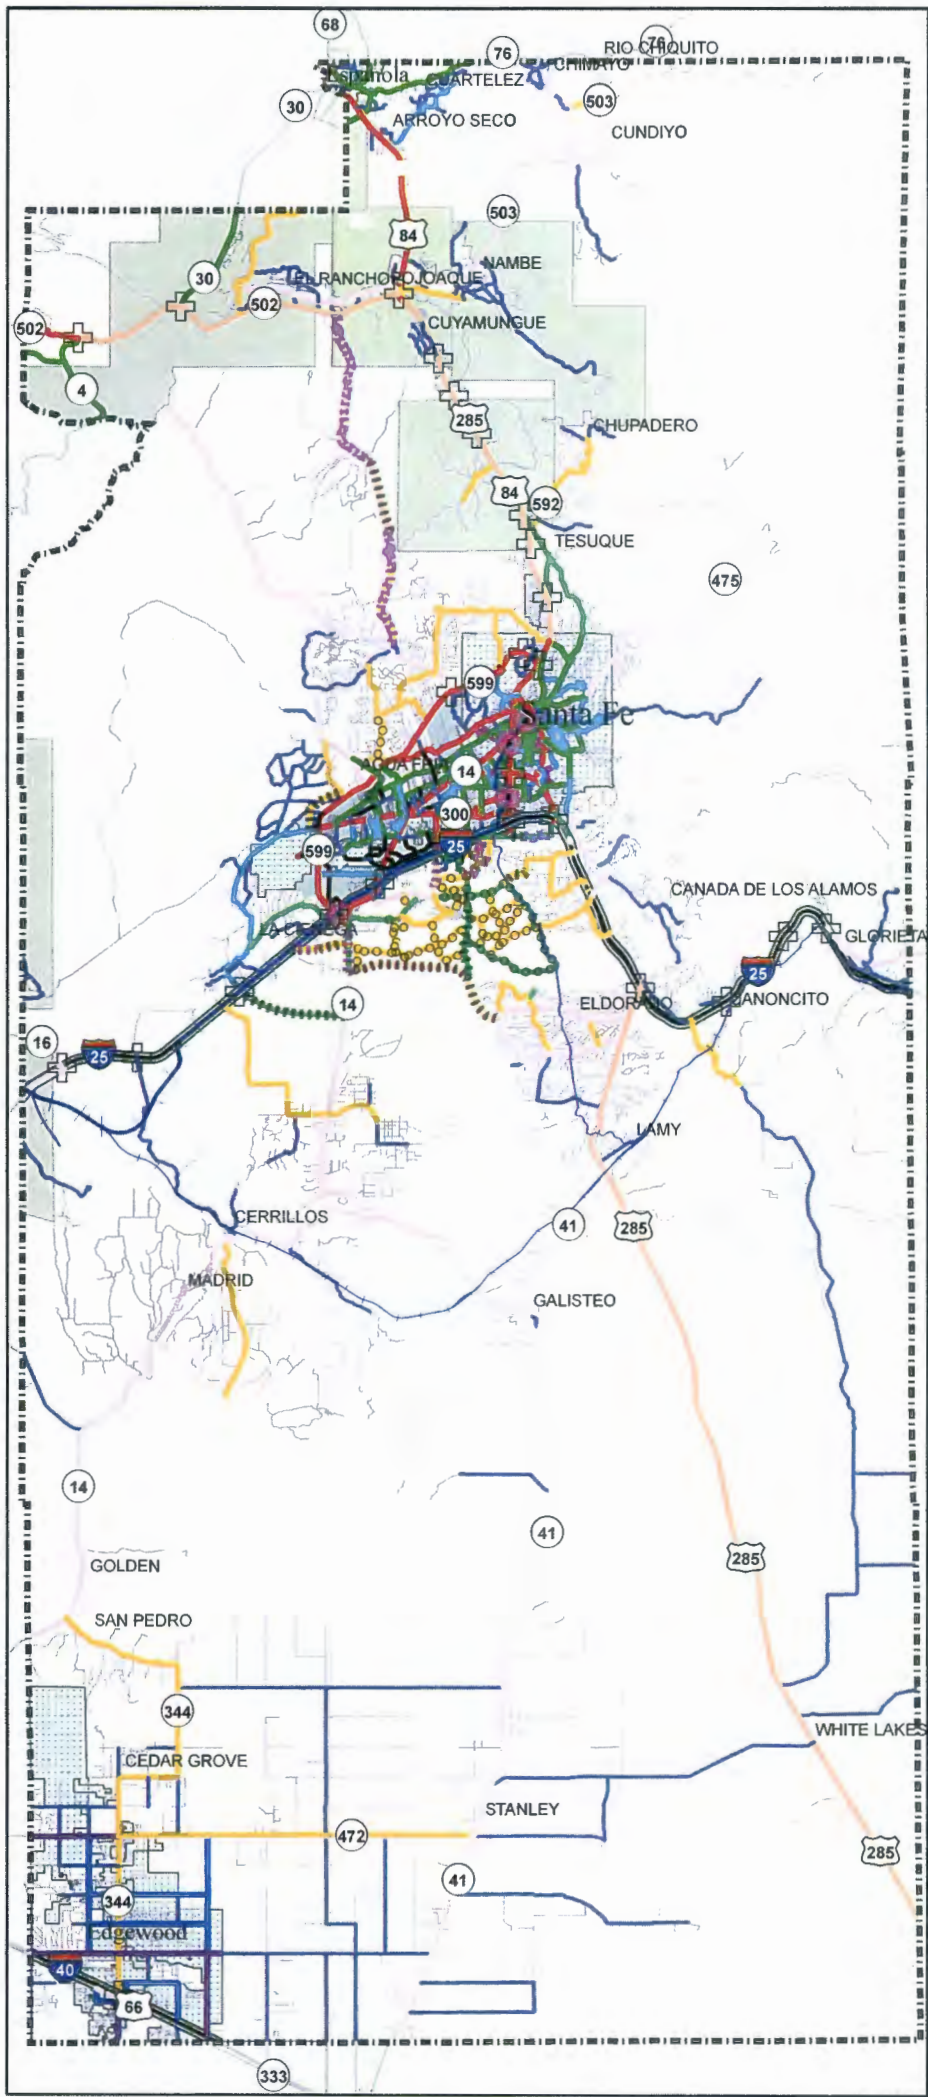 68
76
RIO CHIQUITO
76
CHIMAYO
Española
CUARTELEZ
30
503
ARROYO SECO
CUNDIYO
503
84
NAMBE
30
EL RANCHO
POJOAQUE
502
502
CUYAMUNGUE
4
285
CHUPADERO
84
592
TESUQUE
475
599
Santa Fe
AGUA FRIA
14
300
599
25
CANADA DE LOS ALAMOS
LA CIENEGA
GLORIETA
25
14
ELDORADO
CANONCITO
16
25
LAMY
CERRILLOS
41
285
MADRID
GALISTEO
14
41
285
GOLDEN
SAN PEDRO
344
WHITE LAKES
CEDAR GROVE
STANLEY
472
285
41
344
Edgewood
40
66
333